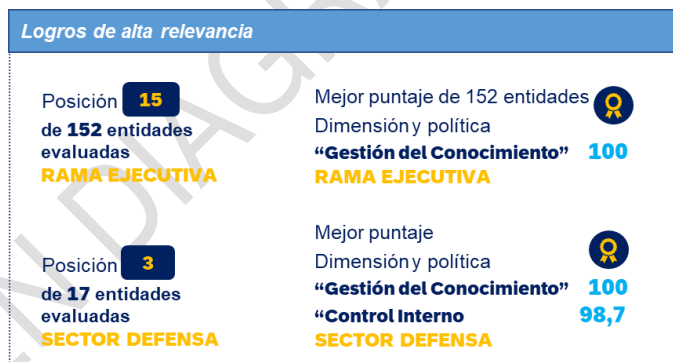 Logros de alta relevancia
Posición 15
de 152 entidades
evaluadas
RAMA EJECUTIVA
Mejor puntaje de 152 entidades
Dimensión y política
“Gestión del Conocimiento” 100
RAMA EJECUTIVA
Posición 3
de 17 entidades
evaluadas
SECTOR DEFENSA
Mejor puntaje
Dimensión y política
“Gestión del Conocimiento” 100
“Control Interno 98,7
SECTOR DEFENSA
EN DIAGRA